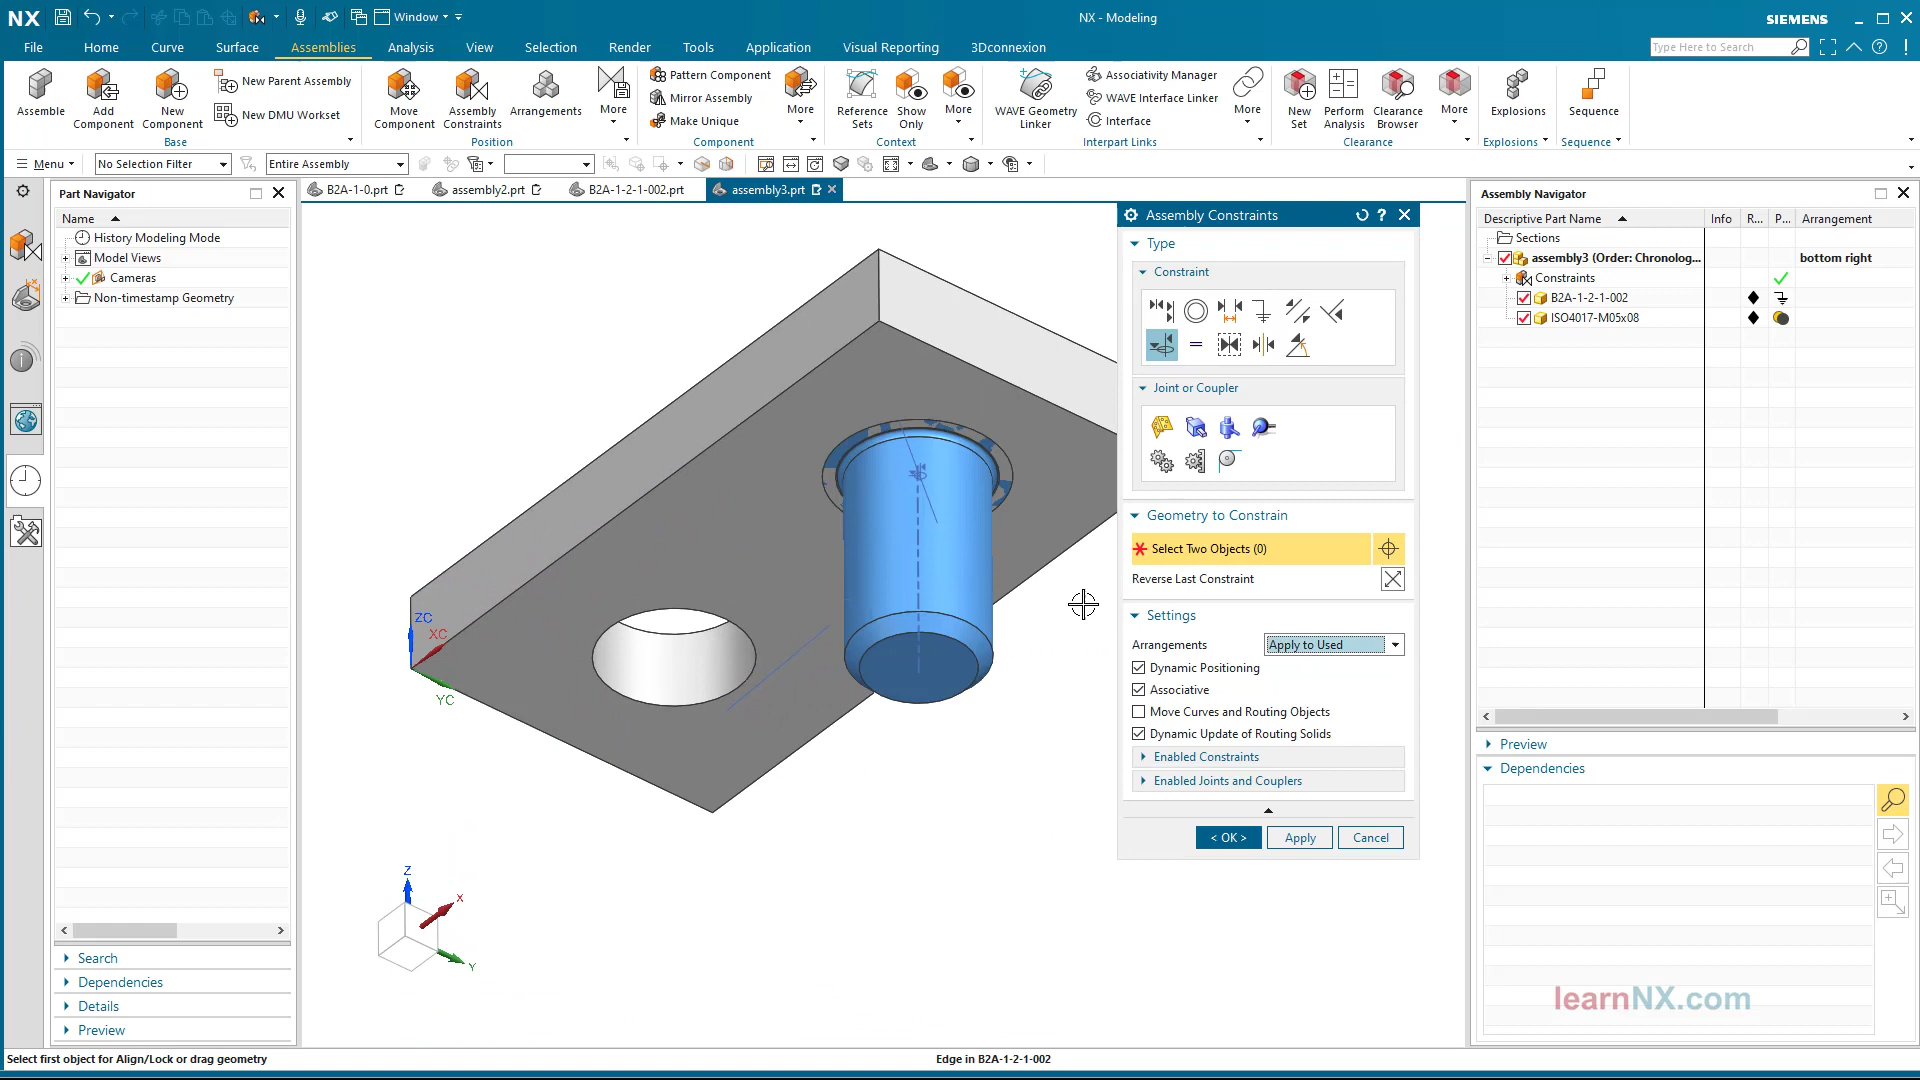 NX
Window
NX - Modeling
SIEMENS
File
Home
Curve
Surface
Assemblies
Analysis
View
Selection
Render
Tools
Application
Visual Reporting
3Dconnexion
Type Here to Search
Assemble
Add Component
New Component
New Parent Assembly
New DMU Workset
Base
Move Component
Assembly Constraints
Arrangements
More
Position
Pattern Component
Mirror Assembly
Make Unique
More
Component
Reference Sets
Show Only
More
Context
WAVE Geometry Linker
Associativity Manager
WAVE Interface Linker
Interface
More
Interpart Links
New Set
Perform Analysis
Clearance Browser
More
Clearance
Explosions
Explosions
Sequence
Sequence
Menu
No Selection Filter
Entire Assembly
Part Navigator
Name
History Modeling Mode
Model Views
Cameras
Non-timestamp Geometry
Search
Dependencies
Details
Preview
B2A-1-0.prt
assembly2.prt
B2A-1-2-1-002.prt
assembly3.prt
ZC
XC
YC
Z
X
Y
Assembly Constraints
Type
Constraint
Joint or Coupler
Geometry to Constrain
Select Two Objects (0)
Reverse Last Constraint
Settings
Arrangements
Apply to Used
Dynamic Positioning
Associative
Move Curves and Routing Objects
Dynamic Update of Routing Solids
Enabled Constraints
Enabled Joints and Couplers
< OK >
Apply
Cancel
Assembly Navigator
Descriptive Part Name
Info
R...
P...
Arrangement
Sections
assembly3 (Order: Chronolog...
bottom right
Constraints
B2A-1-2-1-002
ISO4017-M05x08
Preview
Dependencies
learnNX.com
Select first object for Align/Lock or drag geometry
Edge in B2A-1-2-1-002